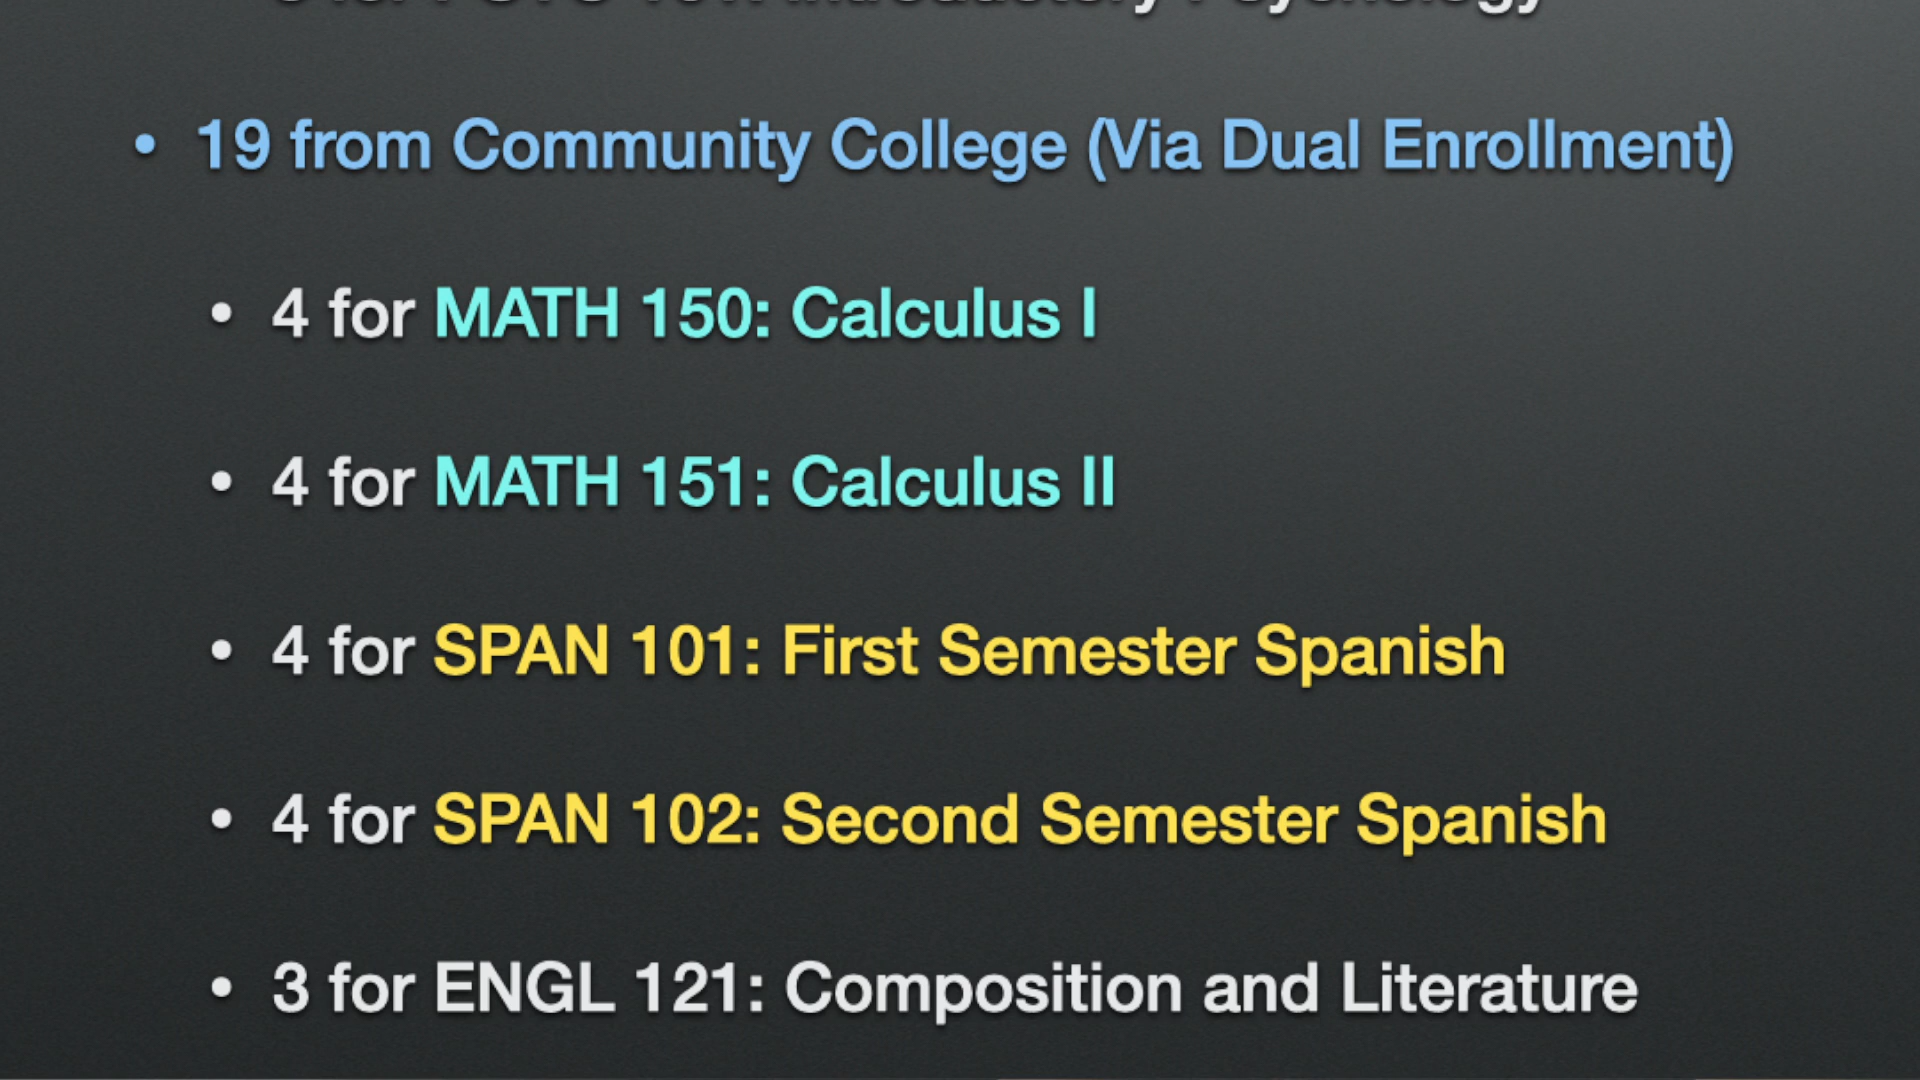 Introductory Psychology
• 19 from Community College (Via Dual Enrollment)
• 4 for MATH 150: Calculus I
• 4 for MATH 151: Calculus II
• 4 for SPAN 101: First Semester Spanish
• 4 for SPAN 102: Second Semester Spanish
• 3 for ENGL 121: Composition and Literature